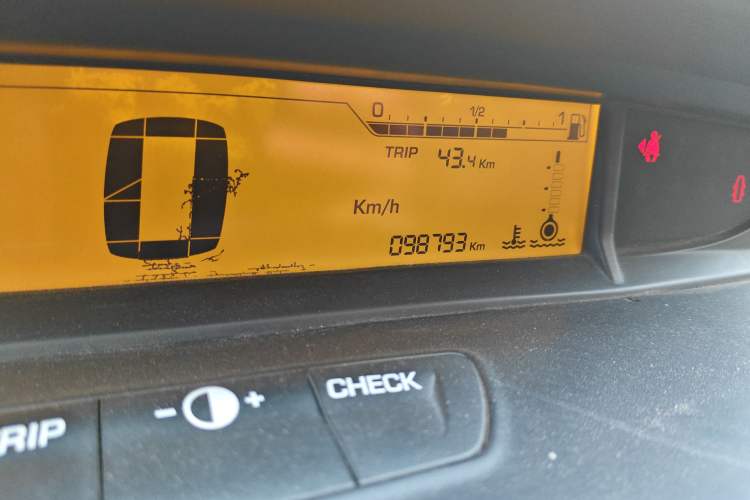 0 1/2 1
TRIP 43.4 Km
0
Km/h
098793 Km
RIP
- +
CHECK